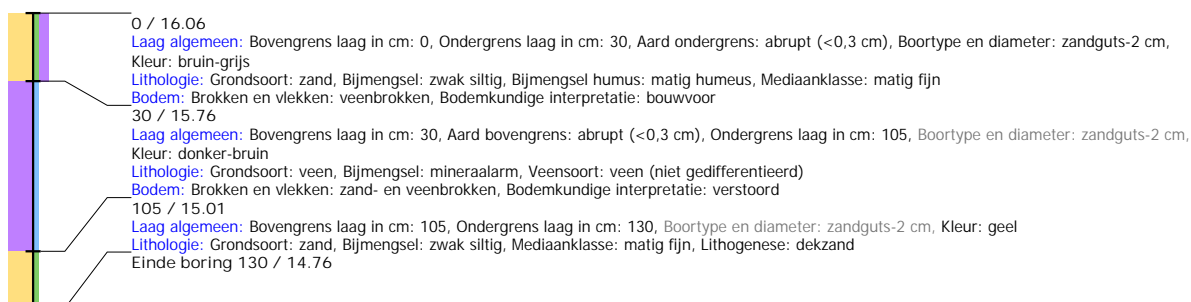 0 / 16.06
Laag algemeen: Bovengrens laag in cm: 0, Ondergrens laag in cm: 30, Aard ondergrens: abrupt (<0,3 cm), Boortype en diameter: zandguts-2 cm,
Kleur: bruin-grijs
Lithologie: Grondsoort: zand, Bijmengsel: zwak siltig, Bijmengsel humus: matig humeus, Mediaanklasse: matig fijn
Bodem: Brokken en vlekken: veenbrokken, Bodemkundige interpretatie: bouwvoor
30 / 15.76
Laag algemeen: Bovengrens laag in cm: 30, Aard bovengrens: abrupt (<0,3 cm), Ondergrens laag in cm: 105, Boortype en diameter: zandguts-2 cm,
Kleur: donker-bruin
Lithologie: Grondsoort: veen, Bijmengsel: mineraalarm, Veensoort: veen (niet gedifferentieerd)
Bodem: Brokken en vlekken: zand- en veenbrokken, Bodemkundige interpretatie: verstoord
105 / 15.01
Laag algemeen: Bovengrens laag in cm: 105, Ondergrens laag in cm: 130, Boortype en diameter: zandguts-2 cm, Kleur: geel
Lithologie: Grondsoort: zand, Bijmengsel: zwak siltig, Mediaanklasse: matig fijn, Lithogenese: dekzand
Einde boring 130 / 14.76